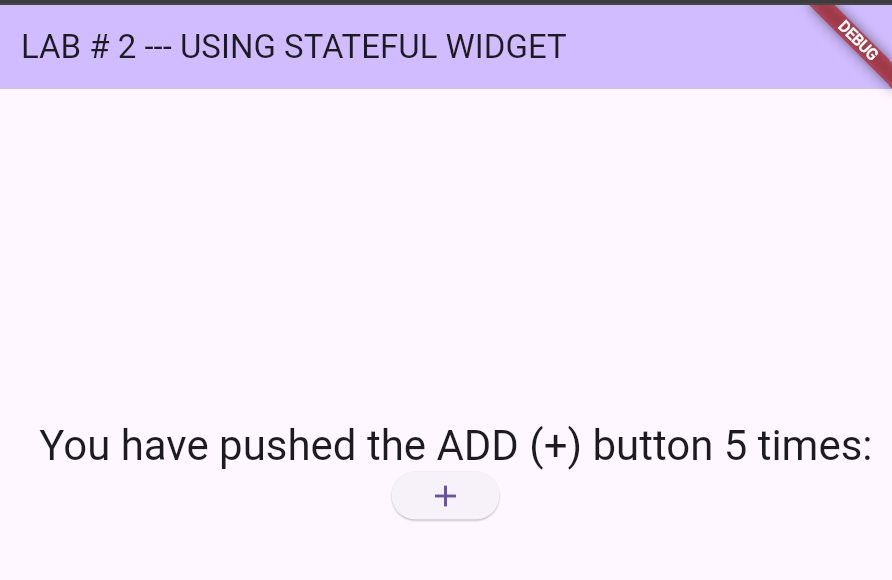 LAB # 2 --- USING STATEFUL WIDGET
DEBUG
You have pushed the ADD (+) button 5 times:
+